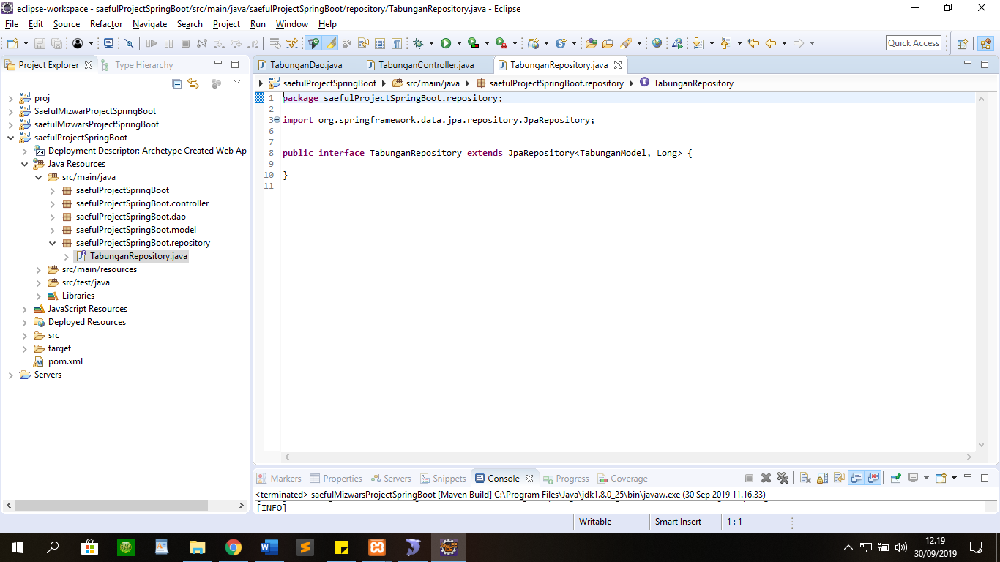 eclipse-workspace - saefulProjectSpringBoot/src/main/java/saefulProjectSpringBoot/repository/TabunganRepository.java - Eclipse
File Edit Source Refactor Navigate Search Project Run Window Help
Quick Access
Project Explorer Type Hierarchy
proj
SaefulMizwarProjectSpringBoot
saefulMizwarsProjectSpringBoot
saefulProjectSpringBoot
Deployment Descriptor: Archetype Created Web Ap
Java Resources
src/main/java
saefulProjectSpringBoot
saefulProjectSpringBoot.controller
saefulProjectSpringBoot.dao
saefulProjectSpringBoot.model
saefulProjectSpringBoot.repository
TabunganRepository.java
src/main/resources
src/test/java
Libraries
JavaScript Resources
Deployed Resources
src
target
pom.xml
Servers
TabunganDao.java TabunganController.java TabunganRepository.java
saefulProjectSpringBoot src/main/java saefulProjectSpringBoot.repository TabunganRepository
1 package saefulProjectSpringBoot.repository;
2
3 import org.springframework.data.jpa.repository.JpaRepository;
6
7
8 public interface TabunganRepository extends JpaRepository<TabunganModel, Long> {
9
10 }
11
Markers Properties Servers Snippets Console Progress Coverage
<terminated> saefulMizwarsProjectSpringBoot [Maven Build] C:\Program Files\Java\jdk1.8.0_25\bin\javaw.exe (30 Sep 2019 11.16.33)
[INFO]
Writable Smart Insert 1 : 1
12.19
30/09/2019